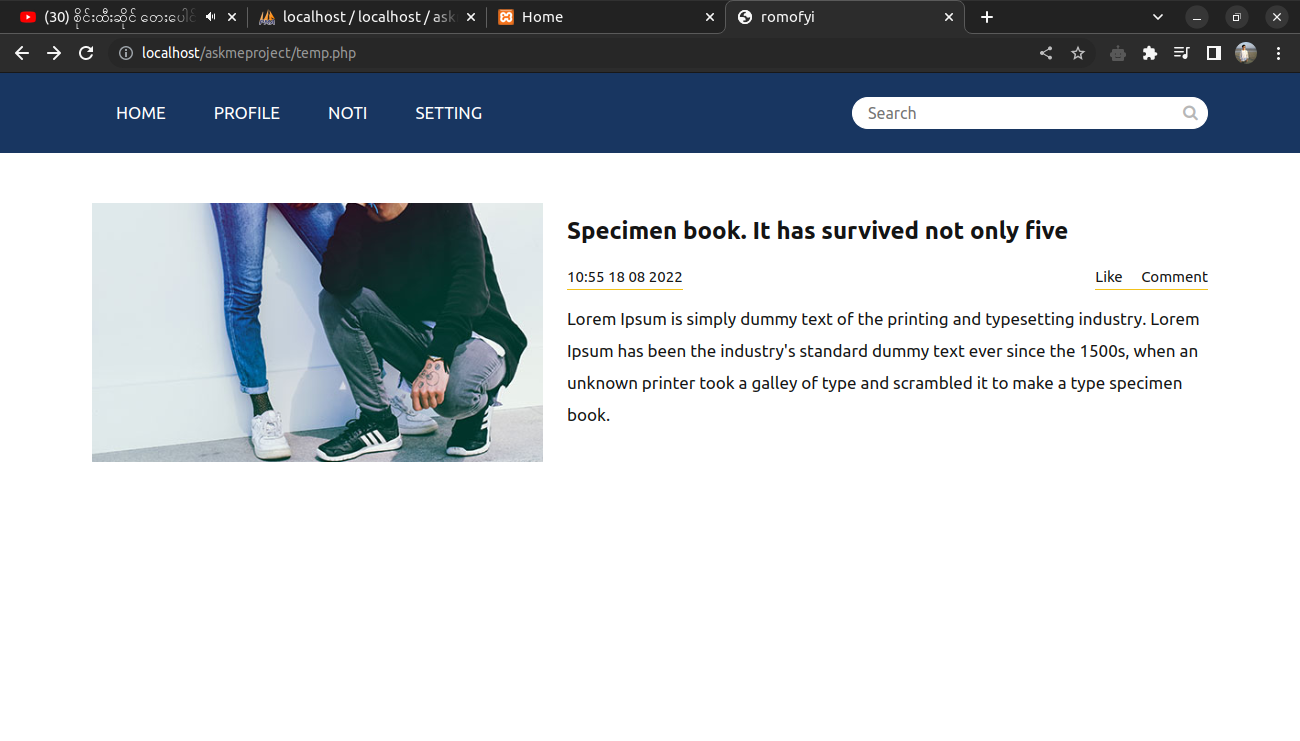 (30) စိုင်းထီးဆိုင် တေးပေါင်
localhost / localhost / ask
Home
romofyi
localhost/askmeproject/temp.php
HOME PROFILE NOTI SETTING
Search
Specimen book. It has survived not only five
10:55 18 08 2022
Like Comment
Lorem Ipsum is simply dummy text of the printing and typesetting industry. Lorem
Ipsum has been the industry's standard dummy text ever since the 1500s, when an
unknown printer took a galley of type and scrambled it to make a type specimen
book.